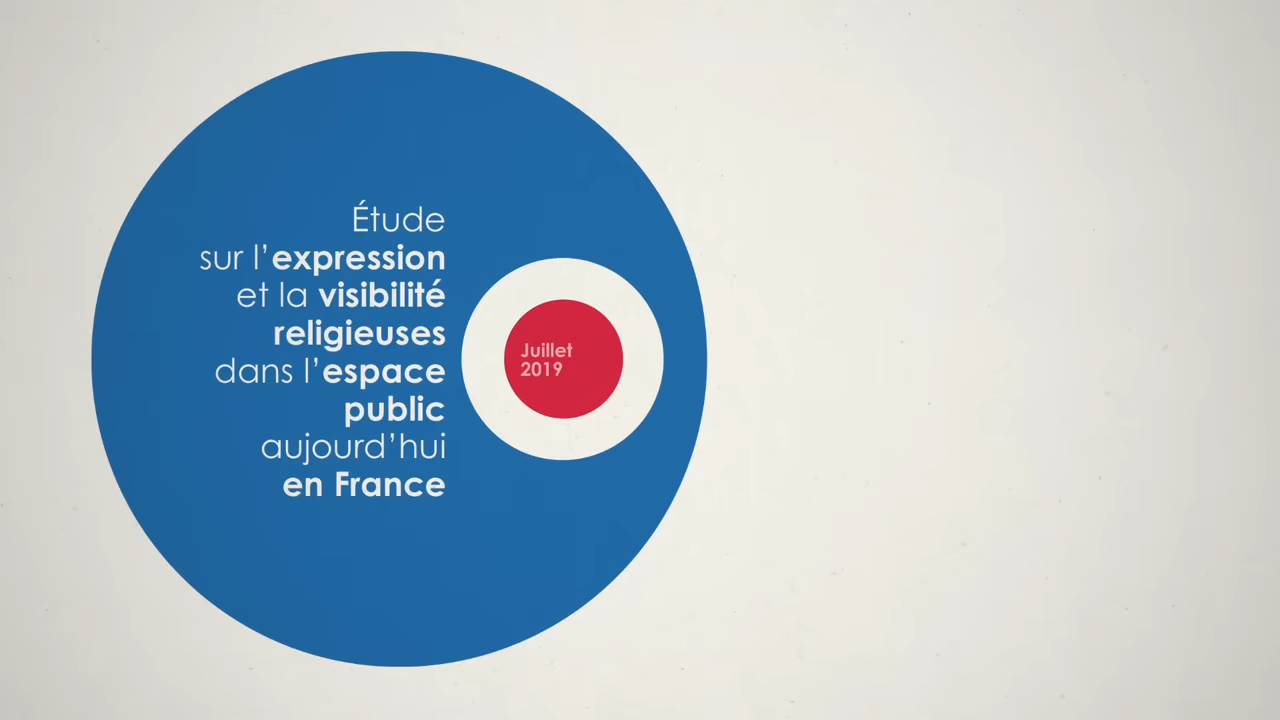 Étude
sur l’expression
et la visibilité
religieuses
dans l’espace
public
aujourd’hui
en France
Juillet
2019